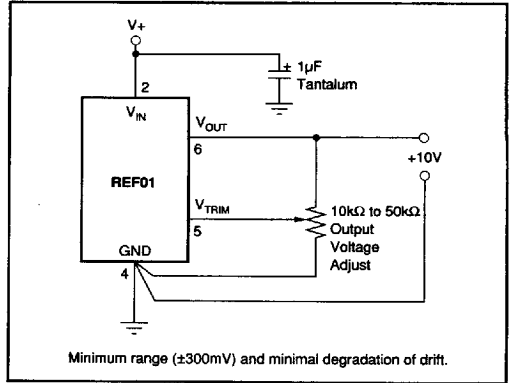 V+
+ 1µF
Tantalum
2
VIN
VOUT
6
+10V
REF01
VTRIM
5
10kΩ to 50kΩ
Output
Voltage
Adjust
GND
4
Minimum range (±300mV) and minimal degradation of drift.